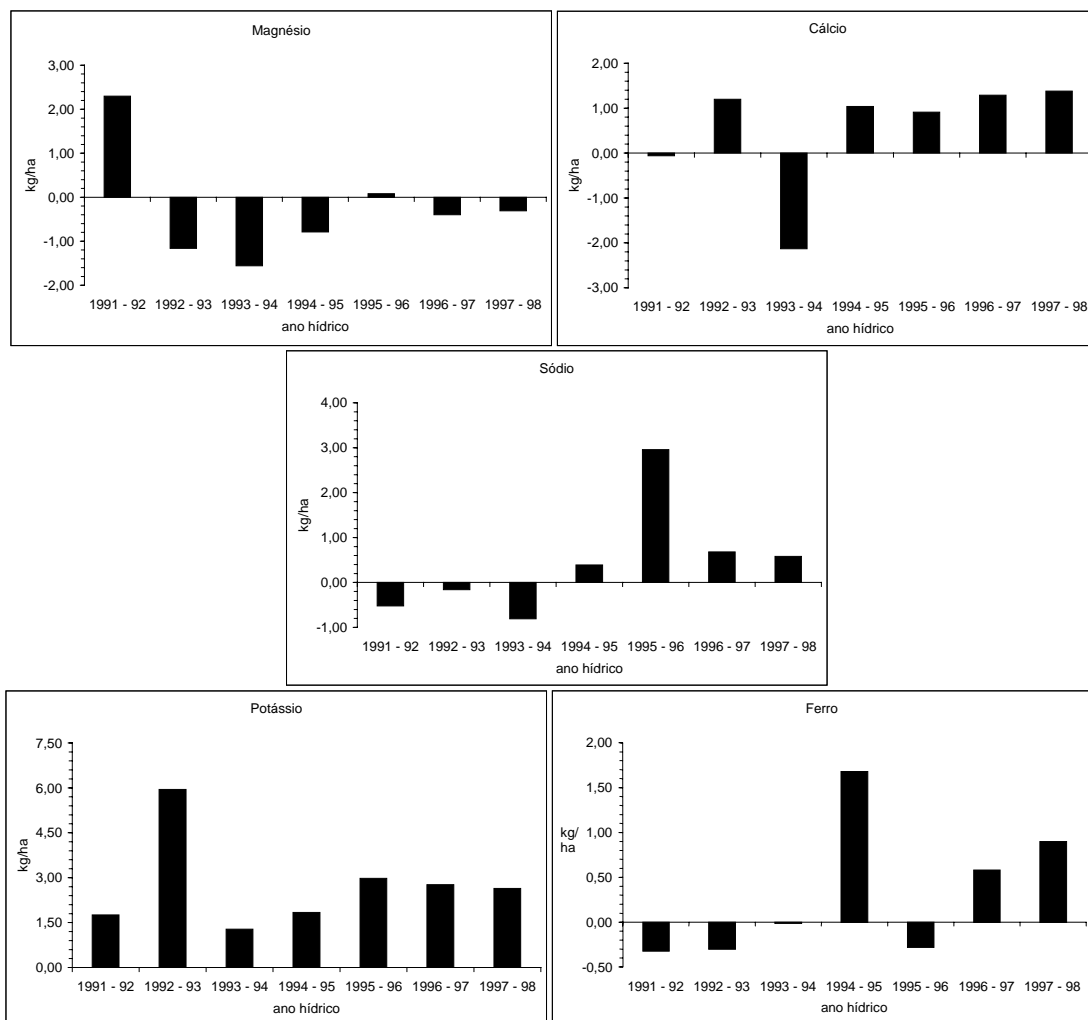 Magnésio
3,00
2,00
1,00
0,00
-1,00
-2,00
kg/ha
1991 - 92 1992 - 93 1993 - 94 1994 - 95 1995 - 96 1996 - 97 1997 - 98
ano hídrico
Cálcio
2,00
1,00
0,00
-1,00
-2,00
-3,00
kg/ha
1991 - 92 1992 - 93 1993 - 94 1994 - 95 1995 - 96 1996 - 97 1997 - 98
ano hídrico
Sódio
4,00
3,00
2,00
1,00
0,00
-1,00
kg/ha
1991 - 92 1992 - 93 1993 - 94 1994 - 95 1995 - 96 1996 - 97 1997 - 98
ano hídrico
Potássio
7,50
6,00
4,50
3,00
1,50
0,00
kg/ha
1991 - 92 1992 - 93 1993 - 94 1994 - 95 1995 - 96 1996 - 97 1997 - 98
ano hídrico
Ferro
2,00
1,50
1,00
0,50
0,00
-0,50
kg/
ha
1991 - 92 1992 - 93 1993 - 94 1994 - 95 1995 - 96 1996 - 97 1997 - 98
ano hídrico